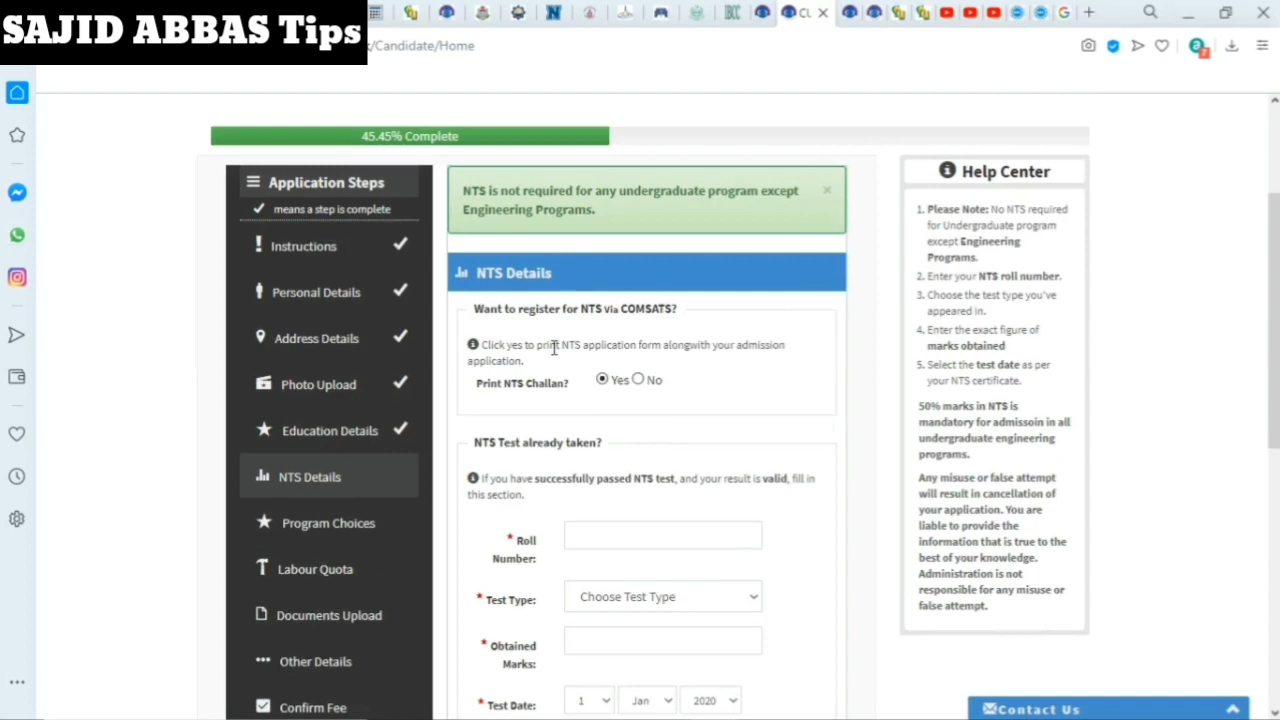 SAJID ABBAS Tips
/Candidate/Home
45.45% Complete
Application Steps
means a step is complete
Instructions
Personal Details
Address Details
Photo Upload
Education Details
NTS Details
Program Choices
Labour Quota
Documents Upload
Other Details
Confirm Fee
NTS is not required for any undergraduate program except
Engineering Programs.
×
NTS Details
Want to register for NTS via COMSATS?
Click yes to print NTS application form alongwith your admission
application.
Print NTS Challan? Yes No
NTS Test already taken?
If you have successfully passed NTS test, and your result is valid, fill in
this section.
* Roll
Number:
* Test Type: Choose Test Type
* Obtained
Marks:
* Test Date: 1 Jan 2020
Help Center
1. Please Note: No NTS required
for Undergraduate program
except Engineering
Programs.
2. Enter your NTS roll number.
3. Choose the test type you've
appeared in.
4. Enter the exact figure of
marks obtained
5. Select the test date as per
your NTS certificate.
50% marks in NTS is
mandatory for admissoin in all
undergraduate engineering
programs.
Any misuse or false attempt
will result in cancellation of
your application. You are
liable to provide the
information that is true to the
best of your knowledge.
Administration is not
responsible for any misuse or
false attempt.
Contact Us